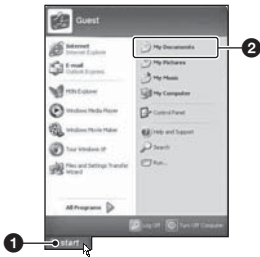 Guest
Internet
Internet Explorer
E-mail
Outlook Express
MSN Explorer
Windows Media Player
Windows Movie Maker
Tour Windows XP
Files and Settings Transfer
Wizard
All Programs
My Documents
My Pictures
My Music
My Computer
Control Panel
Help and Support
Search
Run...
Log Off
Turn Off Computer
start
1
2